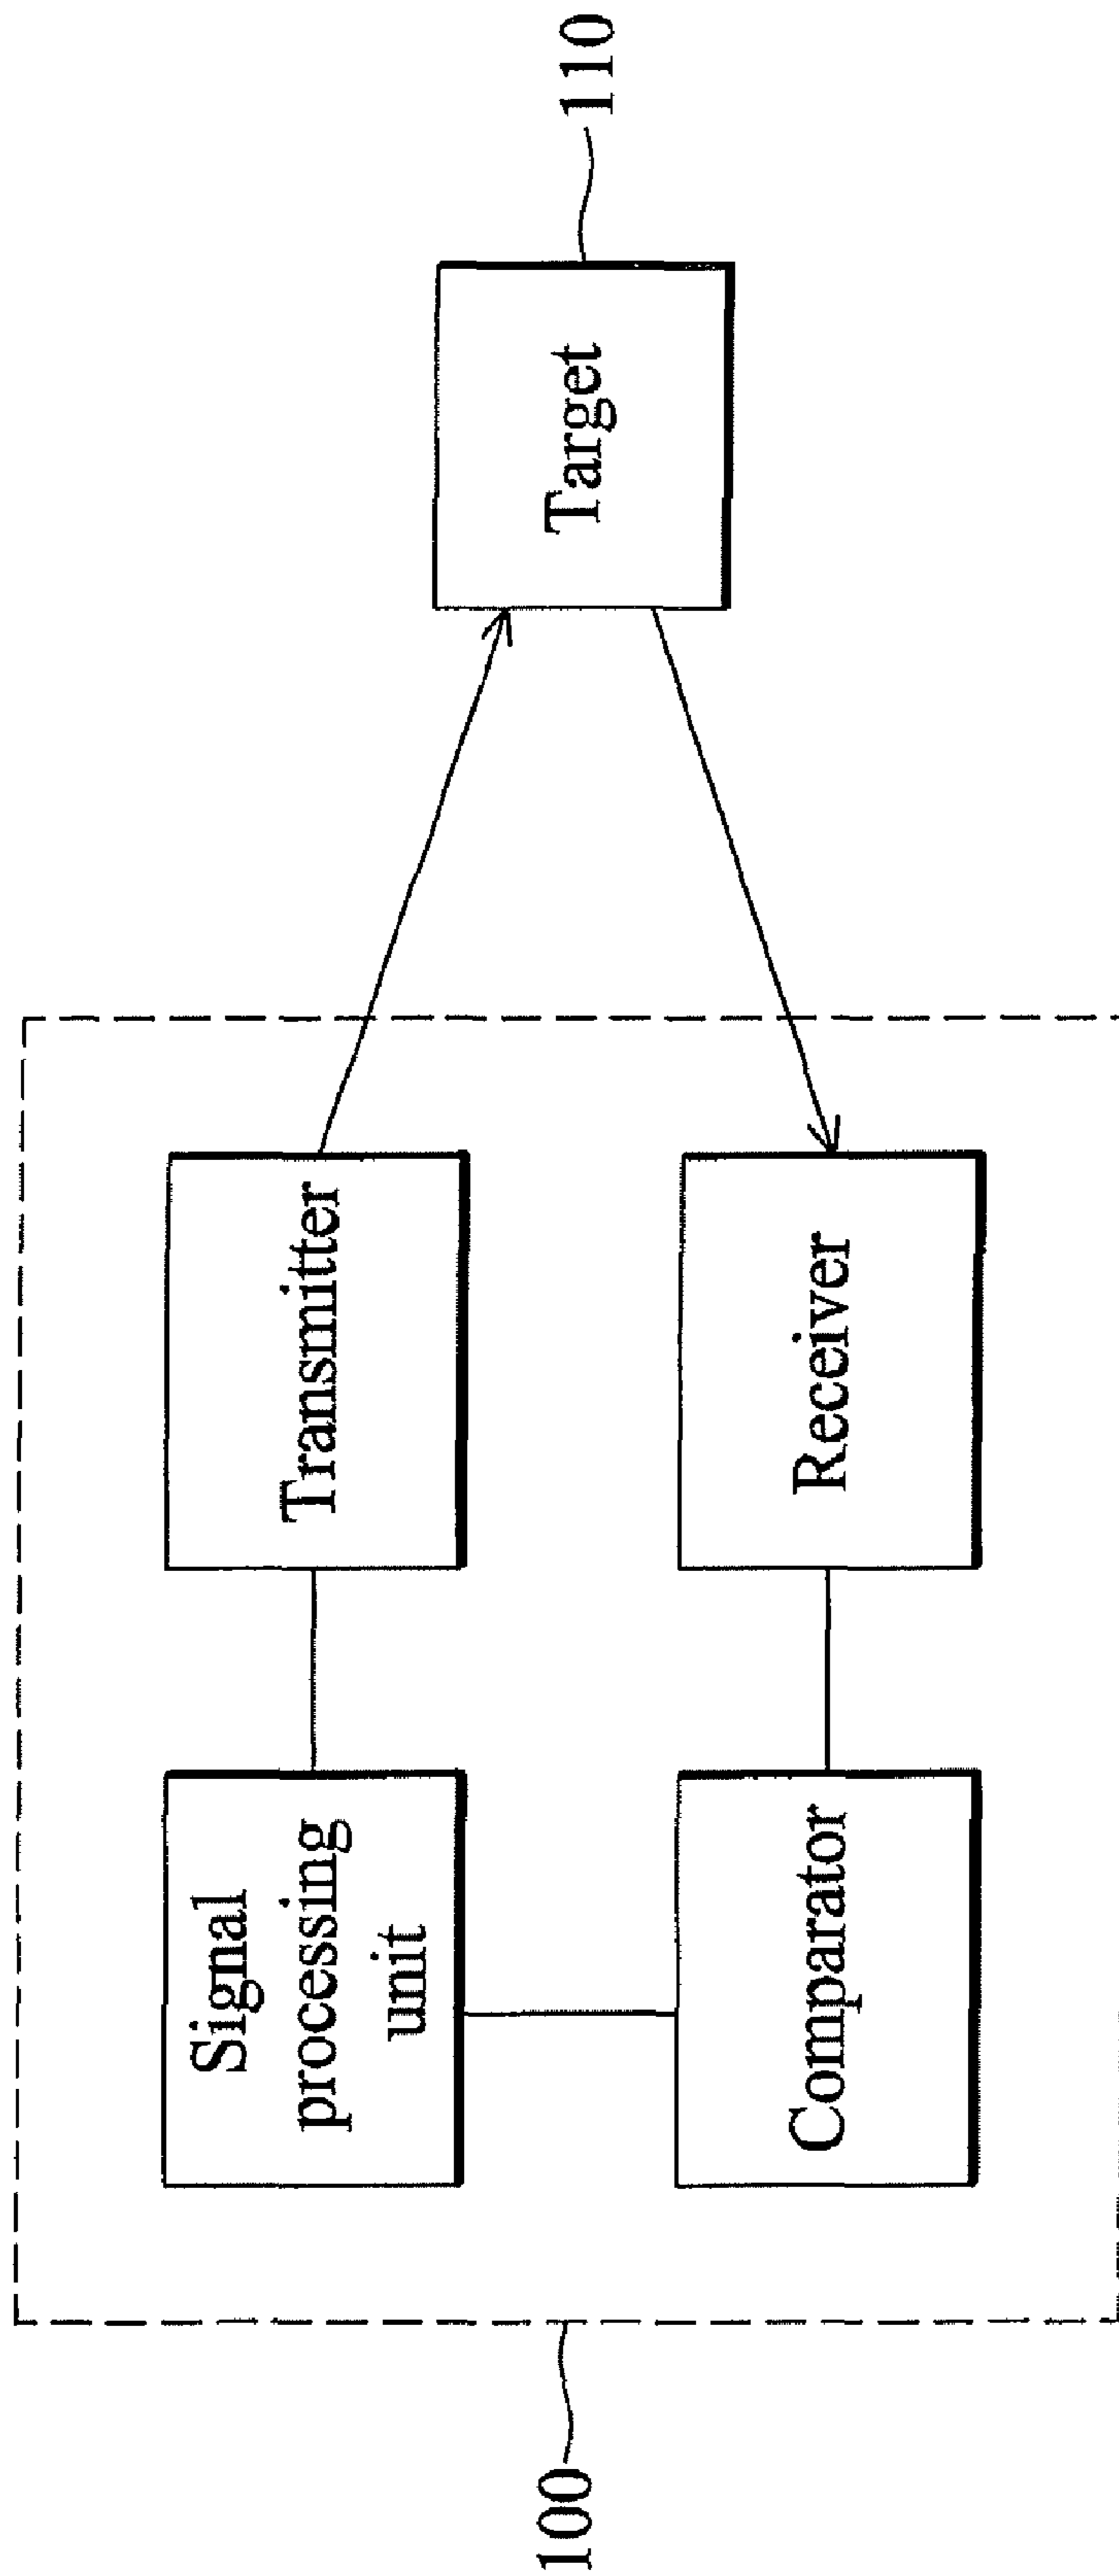 100
Signal
processing
unit
Transmitter
Comparator
Receiver
Target
110